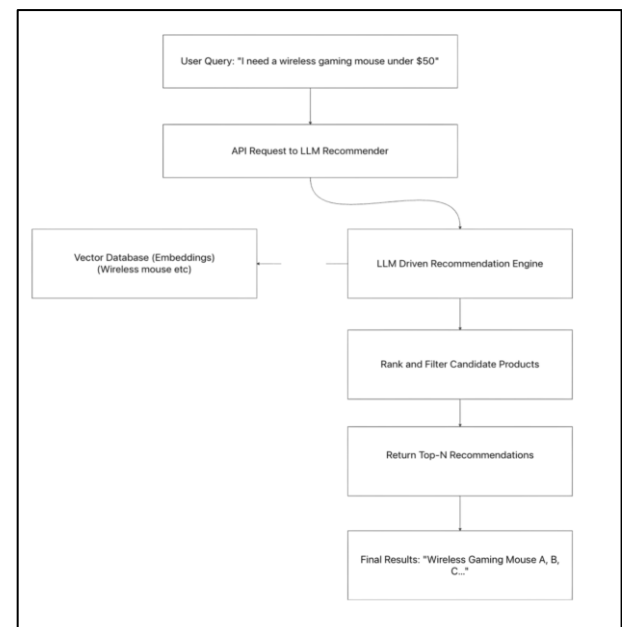 User Query: "I need a wireless gaming mouse under $50"
API Request to LLM Recommender
Vector Database (Embeddings)
(Wireless mouse etc)
LLM Driven Recommendation Engine
Rank and Filter Candidate Products
Return Top-N Recommendations
Final Results: "Wireless Gaming Mouse A, B,
C..."